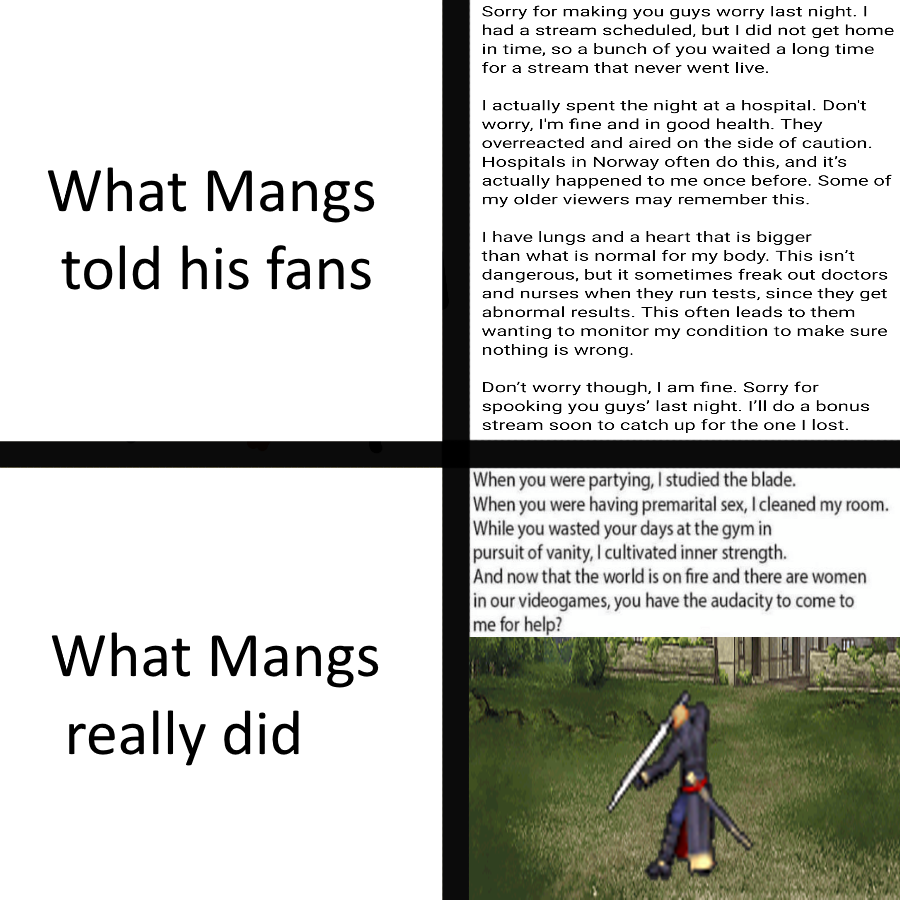 What Mangs
told his fans
Sorry for making you guys worry last night. I
had a stream scheduled, but I did not get home
in time, so a bunch of you waited a long time
for a stream that never went live.
I actually spent the night at a hospital. Don't
worry, I'm fine and in good health. They
overreacted and aired on the side of caution.
Hospitals in Norway often do this, and it’s
actually happened to me once before. Some of
my older viewers may remember this.
I have lungs and a heart that is bigger
than what is normal for my body. This isn’t
dangerous, but it sometimes freak out doctors
and nurses when they run tests, since they get
abnormal results. This often leads to them
wanting to monitor my condition to make sure
nothing is wrong.
Don’t worry though, I am fine. Sorry for
spooking you guys’ last night. I’ll do a bonus
stream soon to catch up for the one I lost.
What Mangs
really did
When you were partying, I studied the blade.
When you were having premarital sex, I cleaned my room.
While you wasted your days at the gym in
pursuit of vanity, I cultivated inner strength.
And now that the world is on fire and there are women
in our videogames, you have the audacity to come to
me for help?